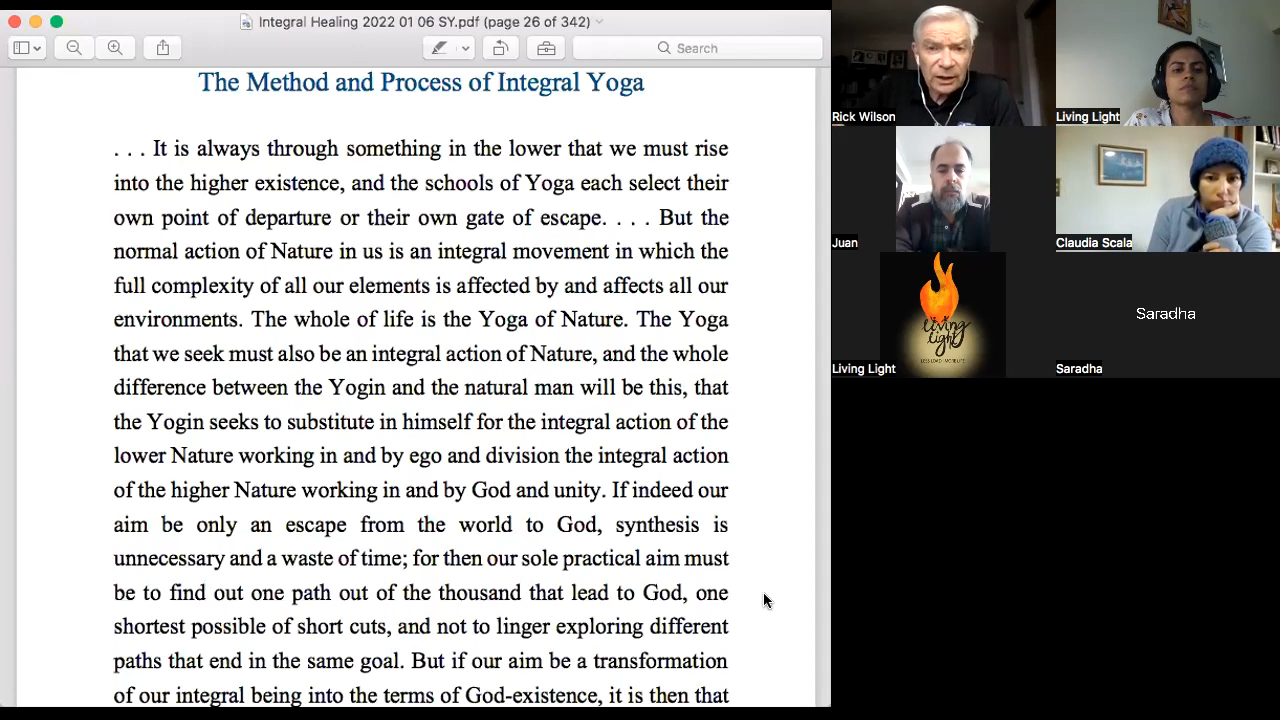 Integral Healing 2022 01 06 SY.pdf (page 26 of 342)
Search
The Method and Process of Integral Yoga
. . . It is always through something in the lower that we must rise
into the higher existence, and the schools of Yoga each select their
own point of departure or their own gate of escape. . . . But the
normal action of Nature in us is an integral movement in which the
full complexity of all our elements is affected by and affects all our
environments. The whole of life is the Yoga of Nature. The Yoga
that we seek must also be an integral action of Nature, and the whole
difference between the Yogin and the natural man will be this, that
the Yogin seeks to substitute in himself for the integral action of the
lower Nature working in and by ego and division the integral action
of the higher Nature working in and by God and unity. If indeed our
aim be only an escape from the world to God, synthesis is
unnecessary and a waste of time; for then our sole practical aim must
be to find out one path out of the thousand that lead to God, one
shortest possible of short cuts, and not to linger exploring different
paths that end in the same goal. But if our aim be a transformation
of our integral being into the terms of God-existence, it is then that
Rick Wilson
Living Light
Juan
Claudia Scala
living
light
LESS LOAD - MORE LIFE
Living Light
Saradha
Saradha